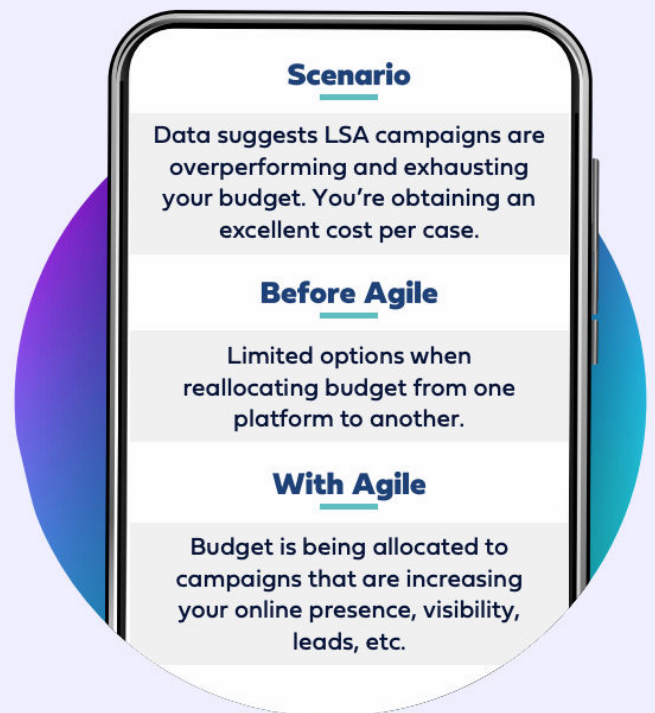 Scenario
Data suggests LSA campaigns are
overperforming and exhausting
your budget. You're obtaining an
excellent cost per case.
Before Agile
Limited options when
reallocating budget from one
platform to another.
With Agile
Budget is being allocated to
campaigns that are increasing
your online presence, visibility,
leads, etc.